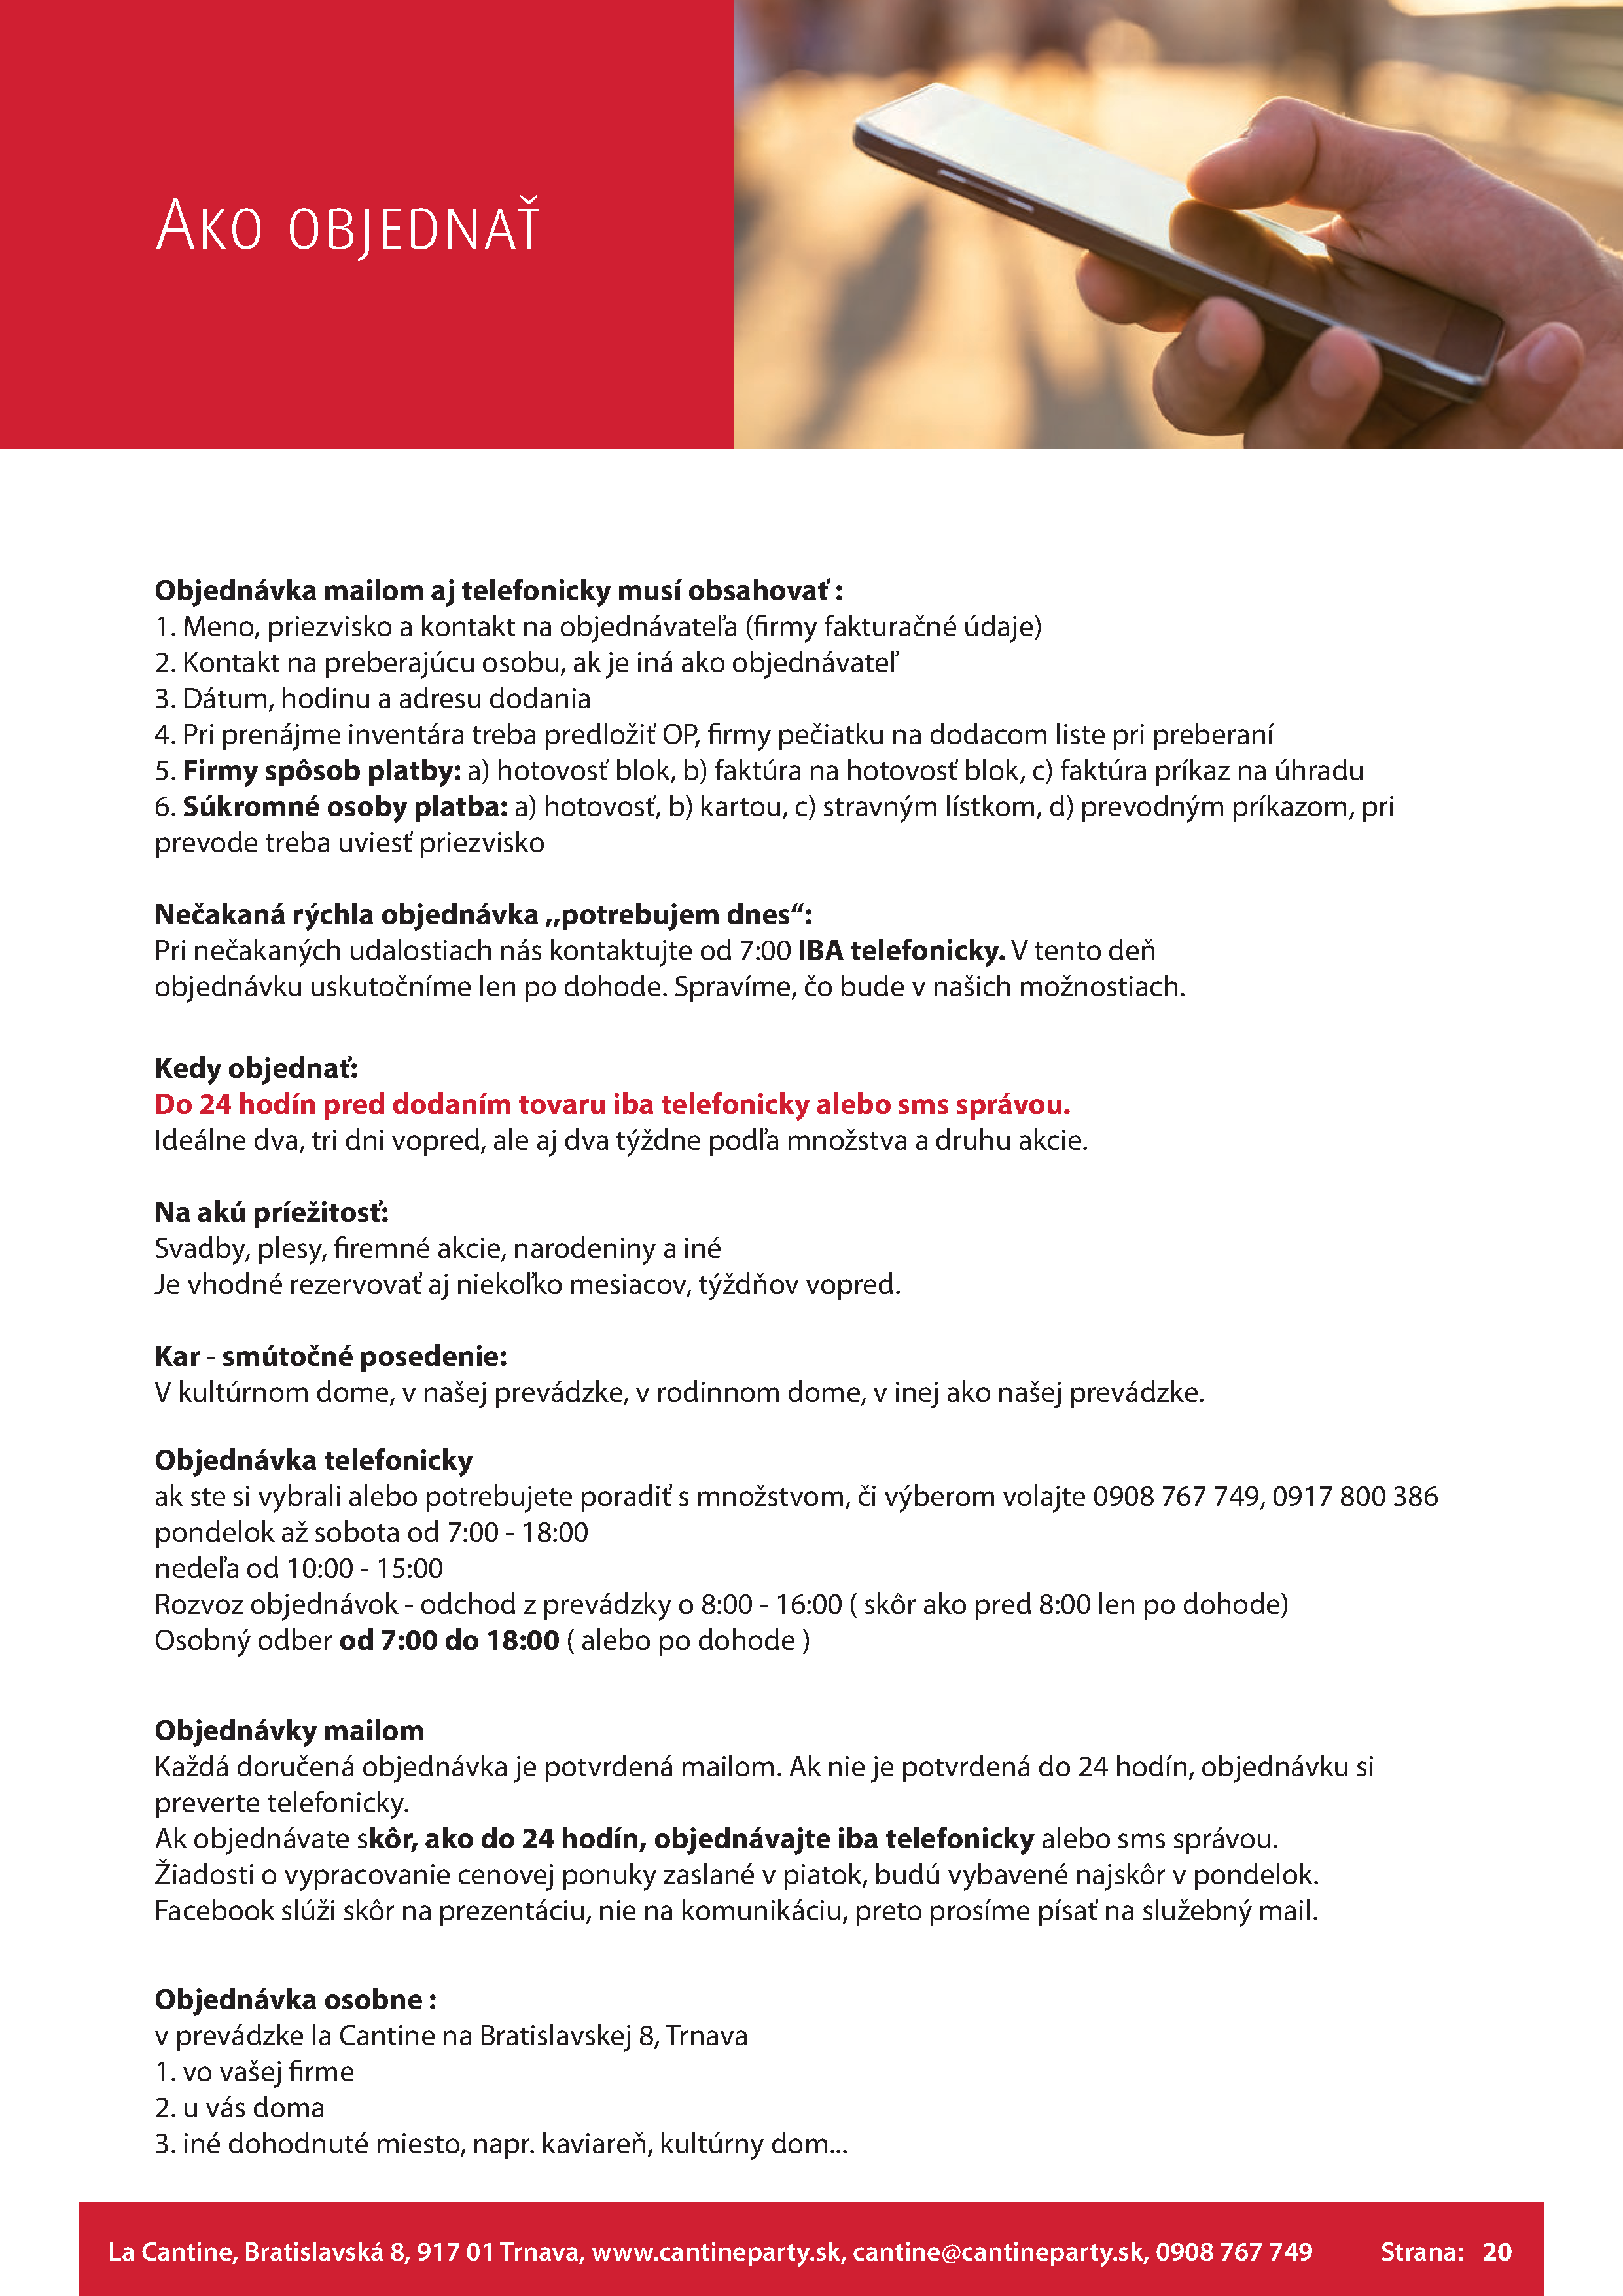 Ako objednať
Objednávka mailom aj telefonicky musí obsahovať :
1. Meno, priezvisko a kontakt na objednávateľa (firmy fakturačné údaje)
2. Kontakt na preberajúcu osobu, ak je iná ako objednávateľ
3. Dátum, hodinu a adresu dodania
4. Pri prenájme inventára treba predložiť OP, firmy pečiatku na dodacom liste pri preberaní
5. Firmy spôsob platby: a) hotovosť blok, b) faktúra na hotovosť blok, c) faktúra príkaz na úhradu
6. Súkromné osoby platba: a) hotovosť, b) kartou, c) stravným lístkom, d) prevodným príkazom, pri
prevode treba uviesť priezvisko
Nečakaná rýchla objednávka ,,potrebujem dnes“:
Pri nečakaných udalostiach nás kontaktujte od 7:00 IBA telefonicky. V tento deň
objednávku uskutočníme len po dohode. Spravíme, čo bude v našich možnostiach.
Kedy objednať:
Do 24 hodín pred dodaním tovaru iba telefonicky alebo sms správou.
Ideálne dva, tri dni vopred, ale aj dva týždne podľa množstva a druhu akcie.
Na akú príežitosť:
Svadby, plesy, firemné akcie, narodeniny a iné
Je vhodné rezervovať aj niekoľko mesiacov, týždňov vopred.
Kar - smútočné posedenie:
V kultúrnom dome, v našej prevádzke, v rodinnom dome, v inej ako našej prevádzke.
Objednávka telefonicky
ak ste si vybrali alebo potrebujete poradiť s množstvom, či výberom volajte 0908 767 749, 0917 800 386
pondelok až sobota od 7:00 - 18:00
nedeľa od 10:00 - 15:00
Rozvoz objednávok - odchod z prevádzky o 8:00 - 16:00 ( skôr ako pred 8:00 len po dohode)
Osobný odber od 7:00 do 18:00 ( alebo po dohode )
Objednávky mailom
Každá doručená objednávka je potvrdená mailom. Ak nie je potvrdená do 24 hodín, objednávku si
preverte telefonicky.
Ak objednávate skôr, ako do 24 hodín, objednávajte iba telefonicky alebo sms správou.
Žiadosti o vypracovanie cenovej ponuky zaslané v piatok, budú vybavené najskôr v pondelok.
Facebook slúži skôr na prezentáciu, nie na komunikáciu, preto prosíme písať na služebný mail.
Objednávka osobne :
v prevádzke la Cantine na Bratislavskej 8, Trnava
1. vo vašej firme
2. u vás doma
3. iné dohodnuté miesto, napr. kaviareň, kultúrny dom...
La Cantine, Bratislavská 8, 917 01 Trnava, www.cantineparty.sk, cantine@cantineparty.sk, 0908 767 749 Strana: 20